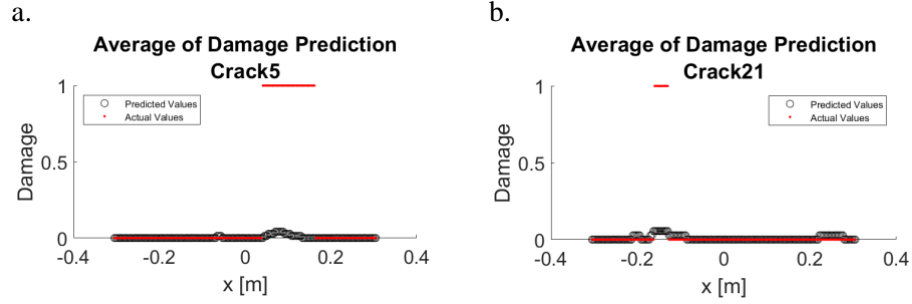 a.
Average of Damage Prediction
Crack5
1
Predicted Values
Actual Values
Damage
0.5
0
-0.4
-0.2
0
0.2
0.4
x [m]
b.
Average of Damage Prediction
Crack21
1
Predicted Values
Actual Values
Damage
0.5
0
-0.4
-0.2
0
0.2
0.4
x [m]